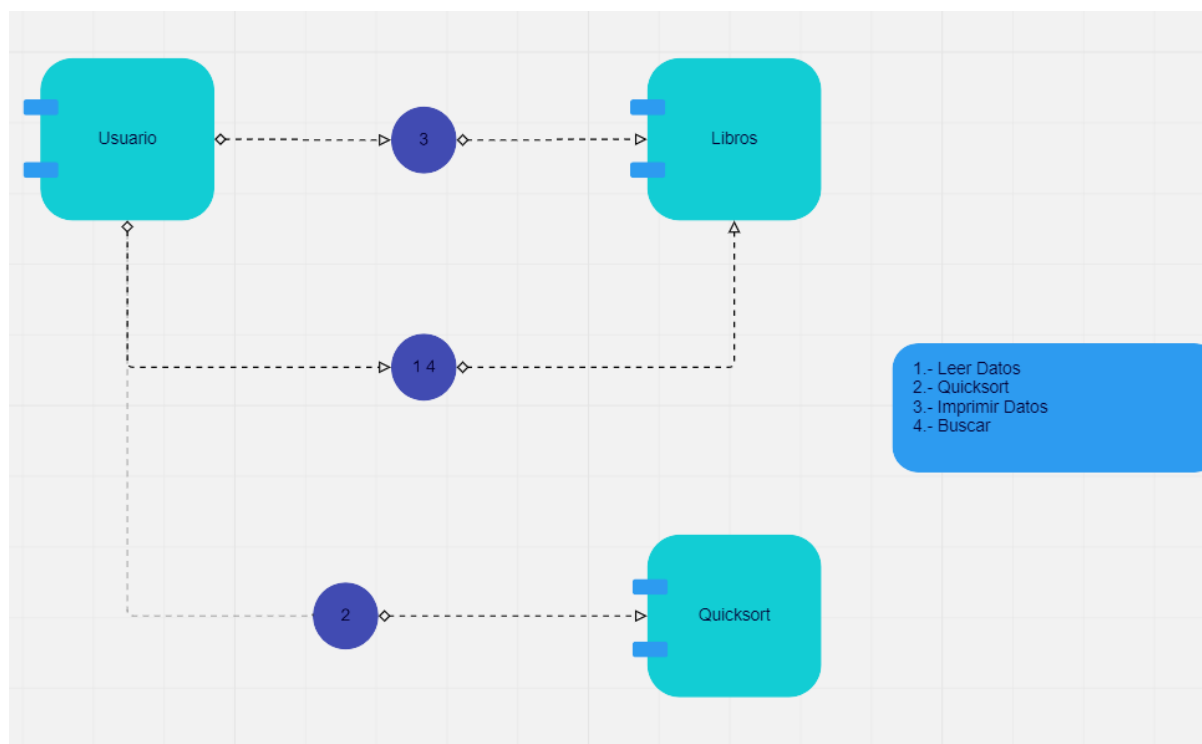 Usuario
3
Libros
1 4
1.- Leer Datos
2.- Quicksort
3.- Imprimir Datos
4.- Buscar
2
Quicksort